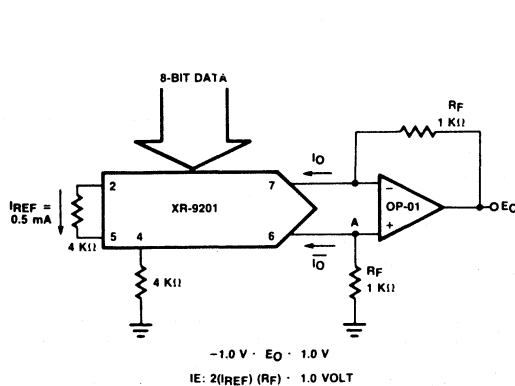 8-BIT DATA
RF
1 KΩ
IO
2
7
IREF =
0.5 mA
XR-9201
OP-01
−
+
EO
4 KΩ
5
4
6
A
IO
4 KΩ
RF
1 KΩ
−1.0 V · EO · 1.0 V
IE: 2(IREF) (RF) · 1.0 VOLT